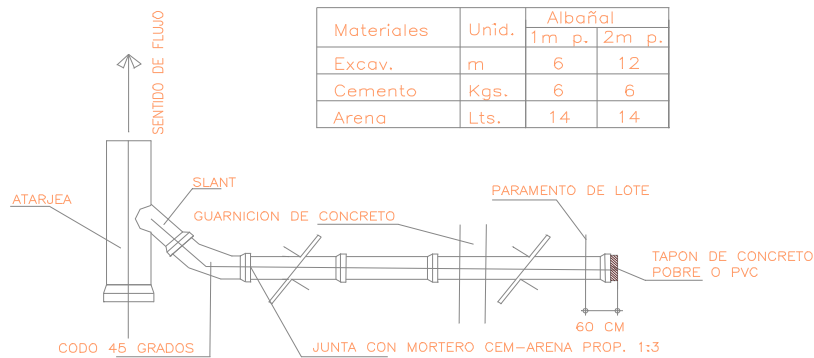 SENTIDO DE FLUJO
Materiales Unid. Albañal
1m p. 2m p.
Excav. m 6 12
Cemento Kgs. 6 6
Arena Lts. 14 14
ATARJEA
SLANT
GUARNICION DE CONCRETO
PARAMENTO DE LOTE
TAPON DE CONCRETO
POBRE O PVC
60 CM
CODO 45 GRADOS
JUNTA CON MORTERO CEM-ARENA PROP. 1:3